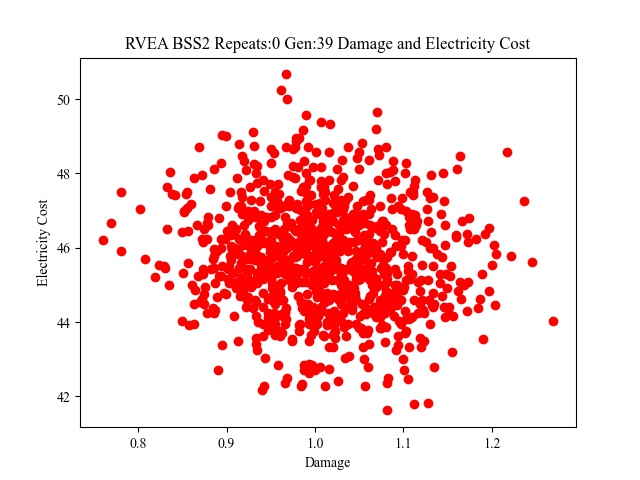 RVEA BSS2 Repeats:0 Gen:39 Damage and Electricity Cost
50
48
46
44
42
Electricity Cost
0.8 0.9 1.0 1.1 1.2
Damage